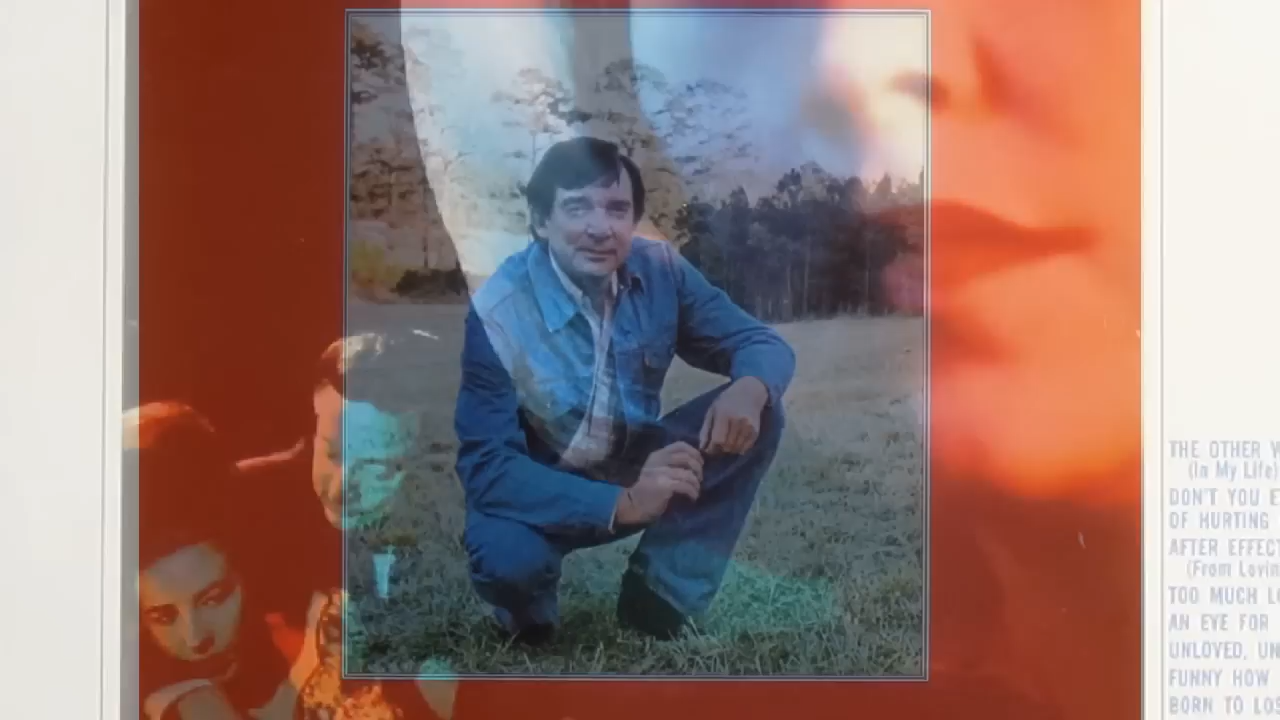 THE OTHER
(In My Life)
DON'T YOU
OF HURTING
AFTER EFFECT
(From Lovin
TOO MUCH
AN EYE FOR
UNLOVED, UN
FUNNY HOW
BORN TO LOS